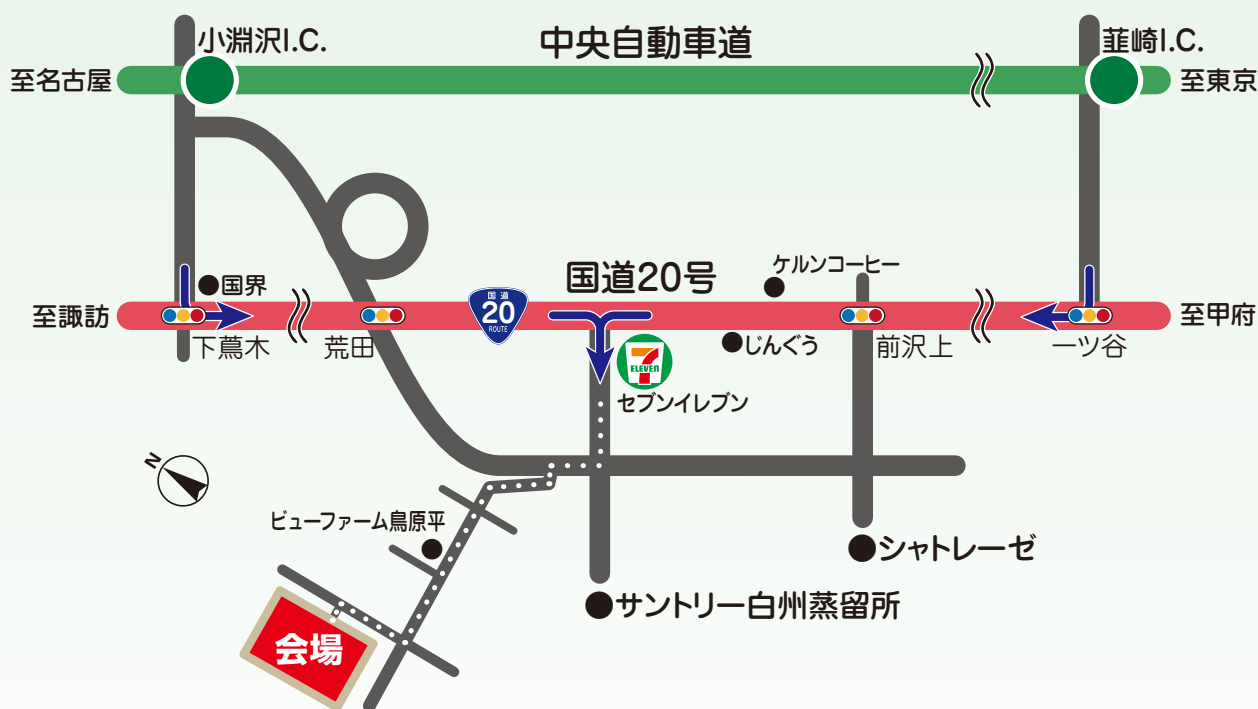 小淵沢I.C.
中央自動車道
韮崎I.C.
至名古屋
至東京
ケルンコーヒー
国界
国道20号
国道
20
ROUTE
至諏訪
至甲府
下蔦木
荒田
じんぐう
前沢上
一ツ谷
7
ELEVEN
セブンイレブン
N
ビューファーム鳥原平
シャトレーゼ
サントリー白州蒸留所
会場